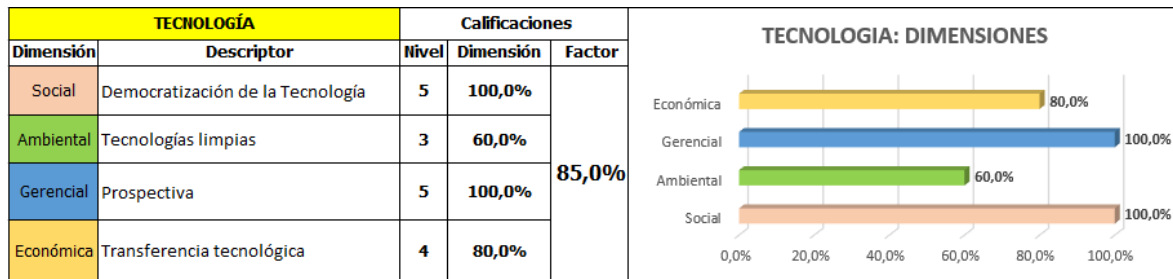 TECNOLOGÍA Calificaciones
Dimensión Descriptor Nivel Dimensión Factor
Social Democratización de la Tecnología 5 100,0%
Ambiental Tecnologías limpias 3 60,0%
85,0%
Gerencial Prospectiva 5 100,0%
Económica Transferencia tecnológica 4 80,0%
TECNOLOGIA: DIMENSIONES
Económica 80,0%
Gerencial 100,0%
Ambiental 60,0%
Social 100,0%
0,0% 20,0% 40,0% 60,0% 80,0% 100,0%